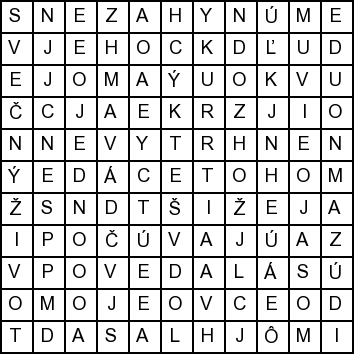 S N E Z A H Y N Ú M E
V J E H O C K D Ľ U D
E J O M A Ý U O K V U
Č C J A E K R Z J I O
N N E V Y T R H N E N
Ý E D Á C E T O H O M
Ž S N D T Š I Ž E J A
I P O Č Ú V A J Ú A Z
V P O V E D A L Á S Ú
O M O J E O V C E O D
T D A S A L H J Ô M I